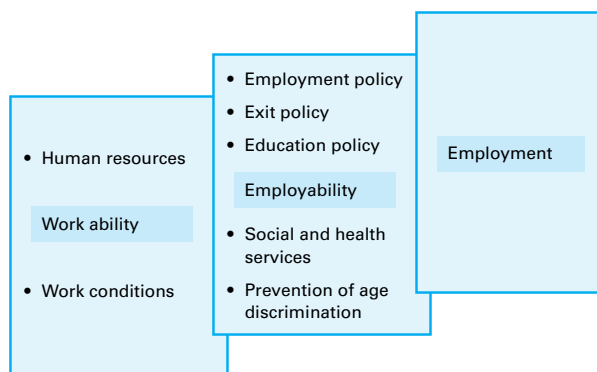 • Human resources
Work ability
• Work conditions
• Employment policy
• Exit policy
• Education policy
Employability
• Social and health
services
• Prevention of age
discrimination
Employment